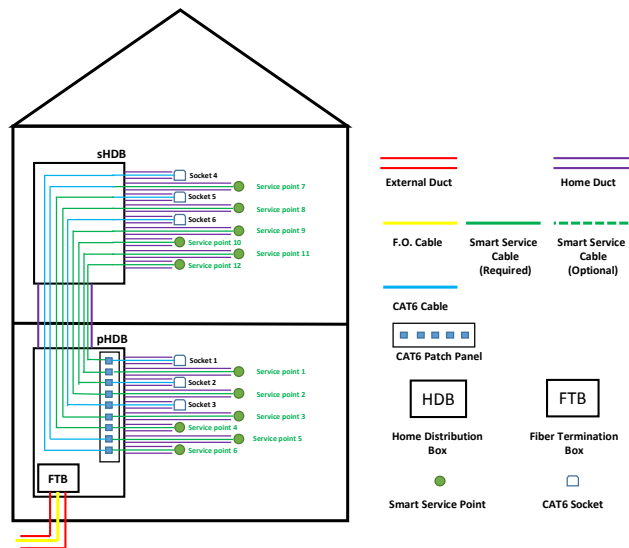 sHDB
Socket 4
Service point 7
Socket 5
Service point 8
Socket 6
Service point 9
Service point 10
Service point 11
Service point 12
pHDB
Socket 1
Service point 1
Socket 2
Service point 2
Socket 3
Service point 3
Service point 4
Service point 5
Service point 6
FTB
External Duct
Home Duct
F.O. Cable
Smart Service
Cable
(Required)
Smart Service
Cable
(Optional)
CAT6 Cable
CAT6 Patch Panel
HDB
FTB
Home Distribution
Box
Fiber Termination
Box
Smart Service Point
CAT6 Socket